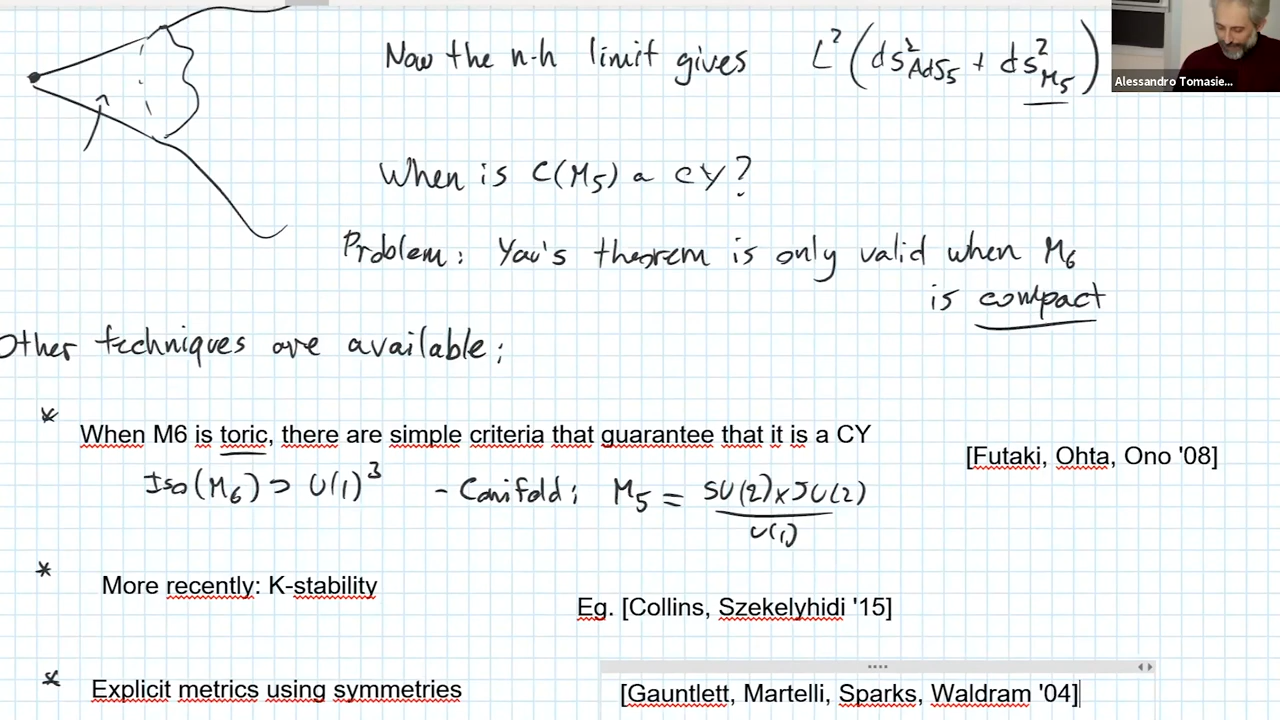 Now the n-h limit gives L² (ds²_AdS₅ + ds²_M₅)
Alessandro Tomasie...
When is C(M₅) a CY?
Problem: Yau's theorem is only valid when M₆
is compact
Other techniques are available:
* When M6 is toric, there are simple criteria that guarantee that it is a CY
[Futaki, Ohta, Ono '08]
Iso(M₆) ⊃ U(1)³ - Conifold: M₅ = SU(2)×SU(2)
U(1)
* More recently: K-stability
Eg. [Collins, Szekelyhidi '15]
* Explicit metrics using symmetries [Gauntlett, Martelli, Sparks, Waldram '04]